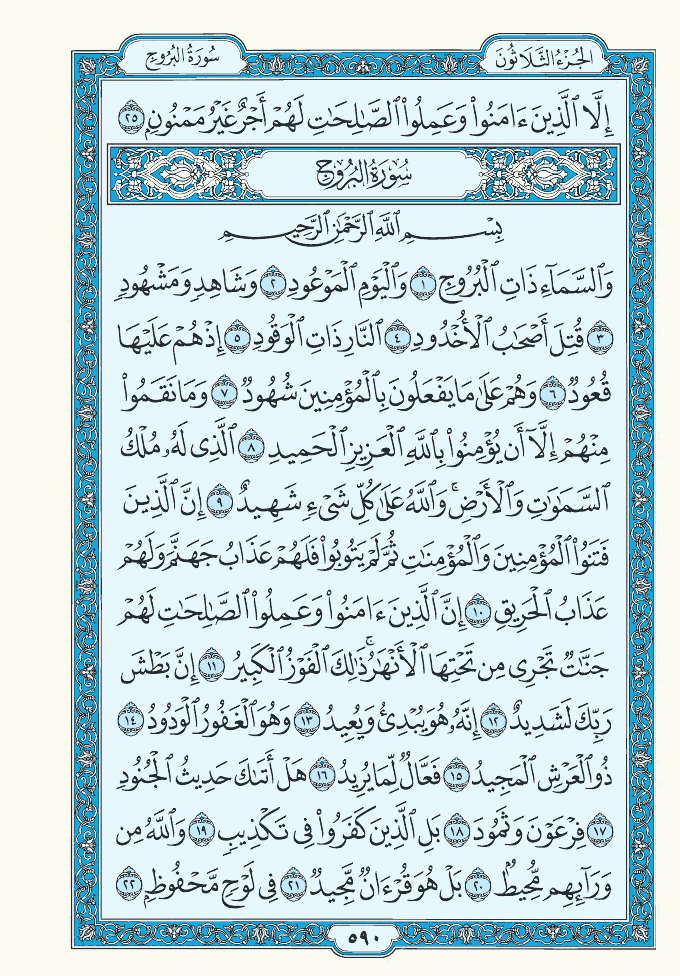 الجُزْءُ الثَّلَاثُونَ
سُورَةُ البُرُوجِ
إِلَّا ٱلَّذِينَ ءَامَنُوا۟ وَعَمِلُوا۟ ٱلصَّٰلِحَٰتِ لَهُمْ أَجْرٌ غَيْرُ مَمْنُونٍۭ ٢٥
سُورَةُ البُرُوجِ
بِسْمِ ٱللَّهِ ٱلرَّحْمَٰنِ ٱلرَّحِيمِ
وَٱلسَّمَآءِ ذَاتِ ٱلْبُرُوجِ ١ وَٱلْيَوْمِ ٱلْمَوْعُودِ ٢ وَشَاهِدٍ وَمَشْهُودٍ
٣ قُتِلَ أَصْحَٰبُ ٱلْأُخْدُودِ ٤ ٱلنَّارِ ذَاتِ ٱلْوَقُودِ ٥ إِذْ هُمْ عَلَيْهَا
قُعُودٌ ٦ وَهُمْ عَلَىٰ مَا يَفْعَلُونَ بِٱلْمُؤْمِنِينَ شُهُودٌ ٧ وَمَا نَقَمُوا۟
مِنْهُمْ إِلَّآ أَن يُؤْمِنُوا۟ بِٱللَّهِ ٱلْعَزِيزِ ٱلْحَمِيدِ ٨ ٱلَّذِى لَهُۥ مُلْكُ
ٱلسَّمَٰوَٰتِ وَٱلْأَرْضِ ۚ وَٱللَّهُ عَلَىٰ كُلِّ شَىْءٍ شَهِيدٌ ٩ إِنَّ ٱلَّذِينَ
فَتَنُوا۟ ٱلْمُؤْمِنِينَ وَٱلْمُؤْمِنَٰتِ ثُمَّ لَمْ يَتُوبُوا۟ فَلَهُمْ عَذَابُ جَهَنَّمَ وَلَهُمْ
عَذَابُ ٱلْحَرِيقِ ١٠ إِنَّ ٱلَّذِينَ ءَامَنُوا۟ وَعَمِلُوا۟ ٱلصَّٰلِحَٰتِ لَهُمْ
جَنَّٰتٌ تَجْرِى مِن تَحْتِهَا ٱلْأَنْهَٰرُ ۚ ذَٰلِكَ ٱلْفَوْزُ ٱلْكَبِيرُ ١١ إِنَّ بَطْشَ
رَبِّكَ لَشَدِيدٌ ١٢ إِنَّهُۥ هُوَ يُبْدِئُ وَيُعِيدُ ١٣ وَهُوَ ٱلْغَفُورُ ٱلْوَدُودُ ١٤
ذُو ٱلْعَرْشِ ٱلْمَجِيدُ ١٥ فَعَّالٌ لِّمَا يُرِيدُ ١٦ هَلْ أَتَىٰكَ حَدِيثُ ٱلْجُنُودِ
١٧ فِرْعَوْنَ وَثَمُودَ ١٨ بَلِ ٱلَّذِينَ كَفَرُوا۟ فِى تَكْذِيبٍ ١٩ وَٱللَّهُ مِن
وَرَآئِهِم مُّحِيطٌۢ ٢٠ بَلْ هُوَ قُرْءَانٌ مَّجِيدٌ ٢١ فِى لَوْحٍ مَّحْفُوظٍۭ ٢٢
٥٩٠